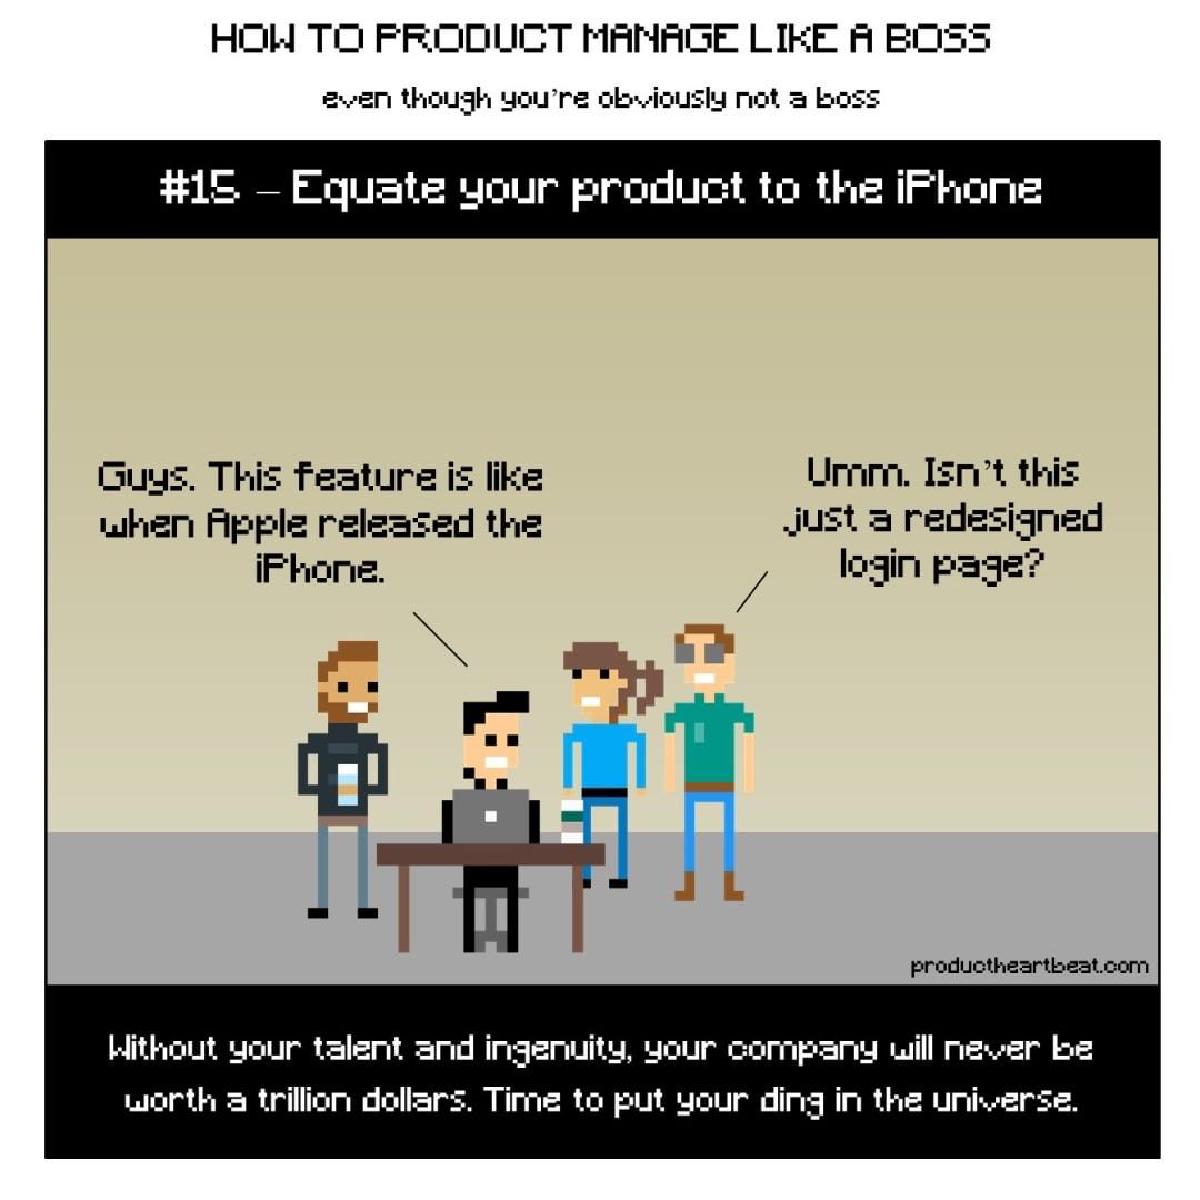 HOW TO PRODUCT MANAGE LIKE A BOSS
even though you're obviously not a boss
#15 – Equate your product to the iPhone
Guys. This feature is like
when Apple released the
iPhone.
Umm. Isn't this
just a redesigned
login page?
productheartbeat.com
Without your talent and ingenuity, your company will never be
worth a trillion dollars. Time to put your ding in the universe.